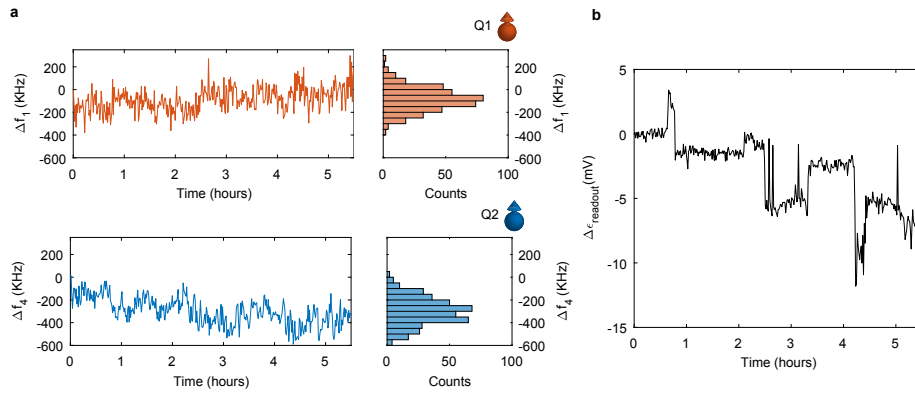 a
b
Q1
200
0
-200
-400
-600
Δf₁ (KHz)
0 1 2 3 4 5
Time (hours)
0 50 100
Counts
200
0
-200
-400
-600
Δf₁ (KHz)
Q2
200
0
-200
-400
-600
Δf₄ (KHz)
0 1 2 3 4 5
Time (hours)
0 50 100
Counts
200
0
-200
-400
-600
Δf₄ (KHz)
5
0
-5
-10
-15
Δϵreadout(mV)
0 1 2 3 4 5
Time (hours)